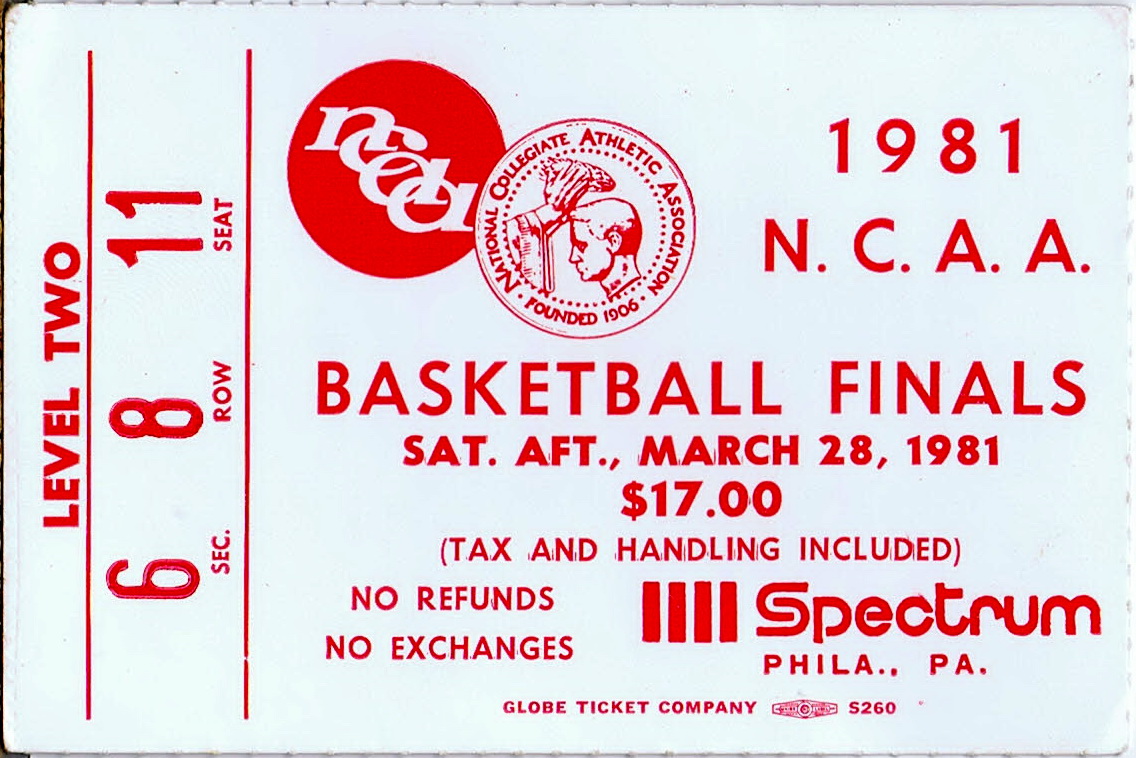 LEVEL TWO
6 SEC.
8 ROW
11 SEAT
ncaa
NATIONAL COLLEGIATE ATHLETIC ASSOCIATION
· FOUNDED 1906 ·
1981
N. C. A. A.
BASKETBALL FINALS
SAT. AFT., MARCH 28, 1981
$17.00
(TAX AND HANDLING INCLUDED)
NO REFUNDS
NO EXCHANGES
Spectrum
PHILA., PA.
GLOBE TICKET COMPANY S260